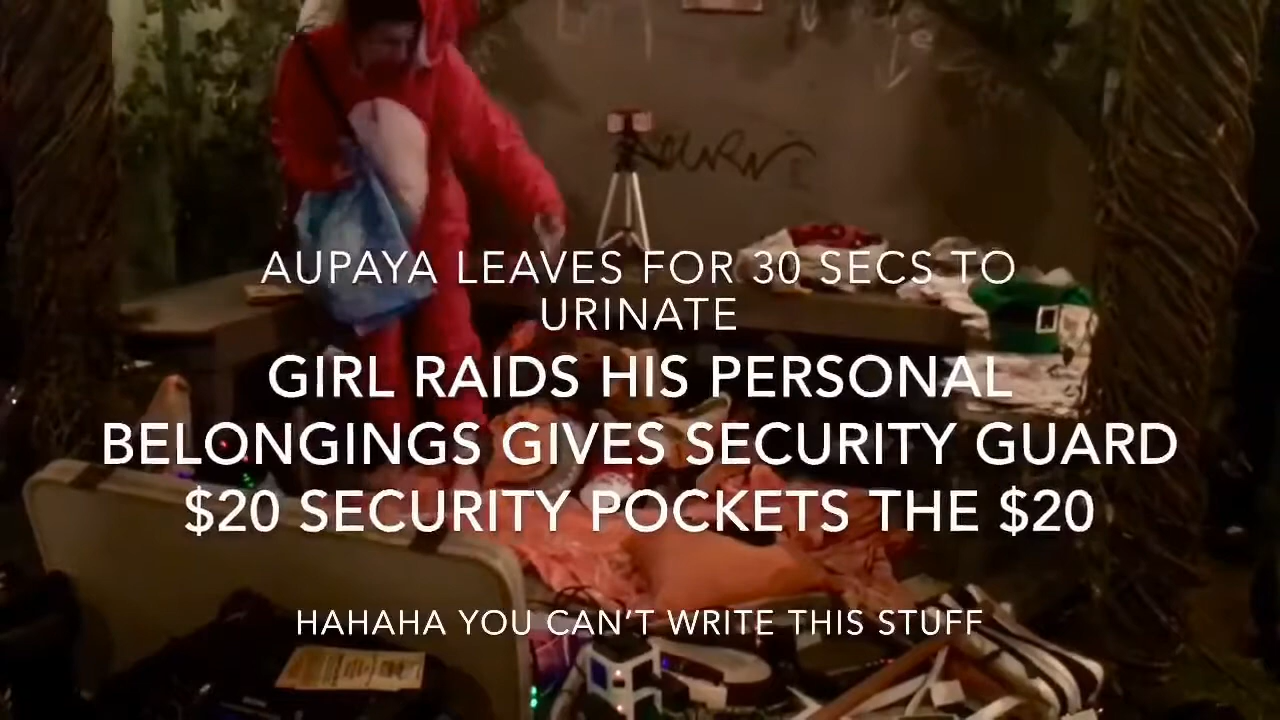 AUPAYA LEAVES FOR 30 SECS TO
URINATE
GIRL RAIDS HIS PERSONAL
BELONGINGS GIVES SECURITY GUARD
$20 SECURITY POCKETS THE $20
HAHAHA YOU CAN’T WRITE THIS STUFF